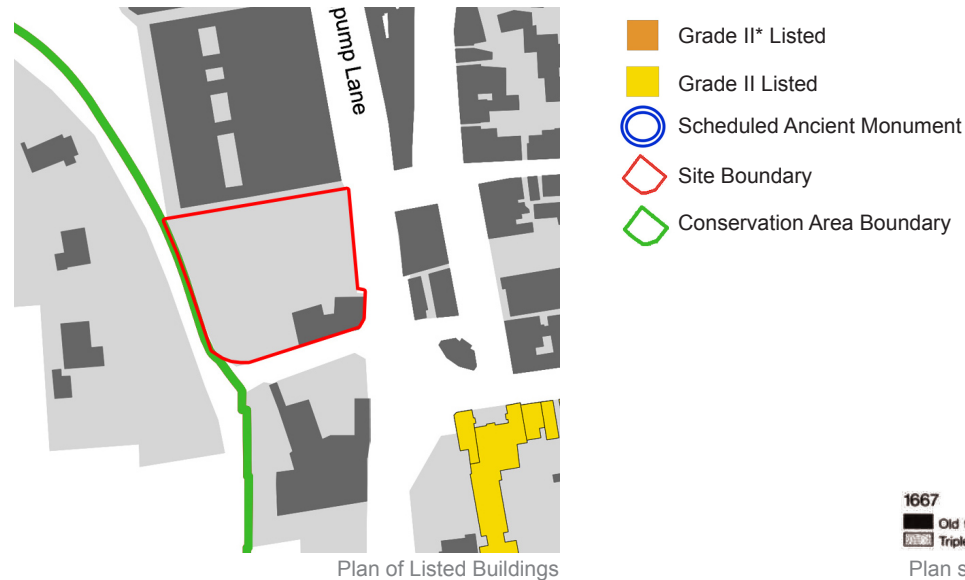 pump Lane
Grade II* Listed
Grade II Listed
Scheduled Ancient Monument
Site Boundary
Conservation Area Boundary
Plan of Listed Buildings
1667
Old
Triple
Plan